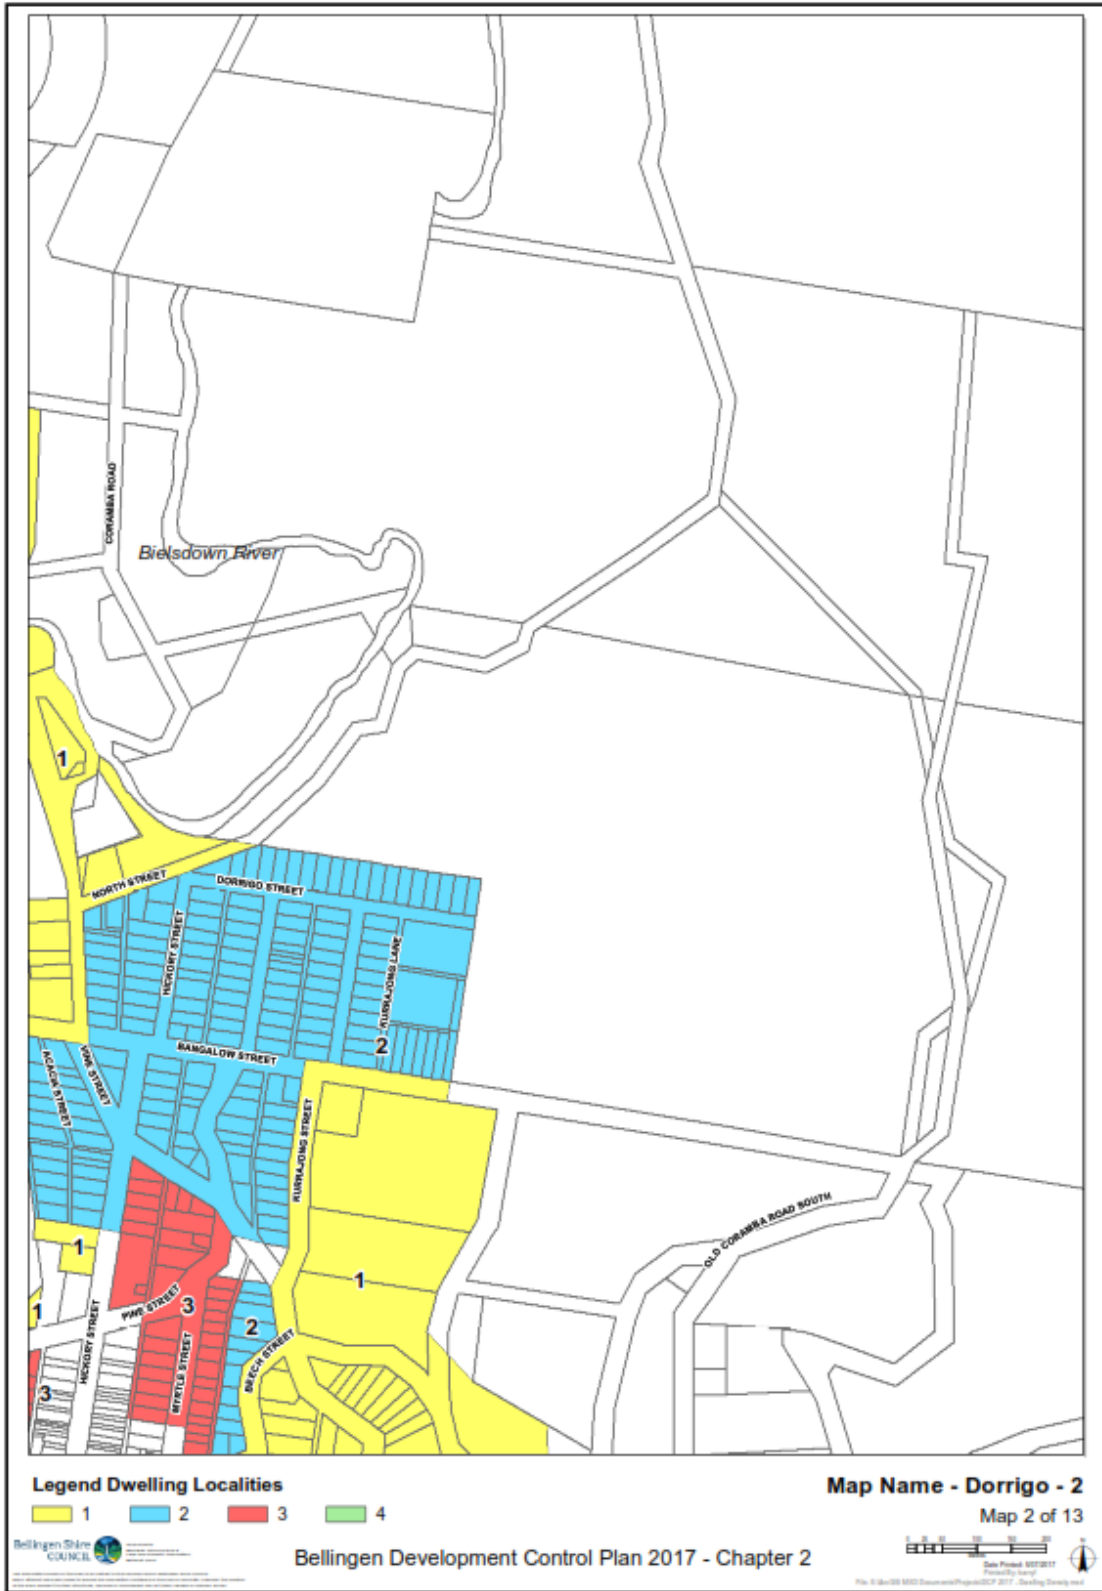 CORAMBA ROAD
Bielsdown River
1
NORTH STREET
DORRIGO STREET
HICKORY STREET
KURRAJONG LANE
2
BANGALOW STREET
VINE STREET
ACACIA STREET
KURRAJONG STREET
OLD CORAMBA ROAD SOUTH
1
1
1
PINE STREET
3
2
HICKORY STREET
MYRTLE STREET
BEECH STREET
3
Legend Dwelling Localities
1 2 3 4
Map Name - Dorrigo - 2
Map 2 of 13
Bellingen Shire
COUNCIL
Bellingen Development Control Plan 2017 - Chapter 2